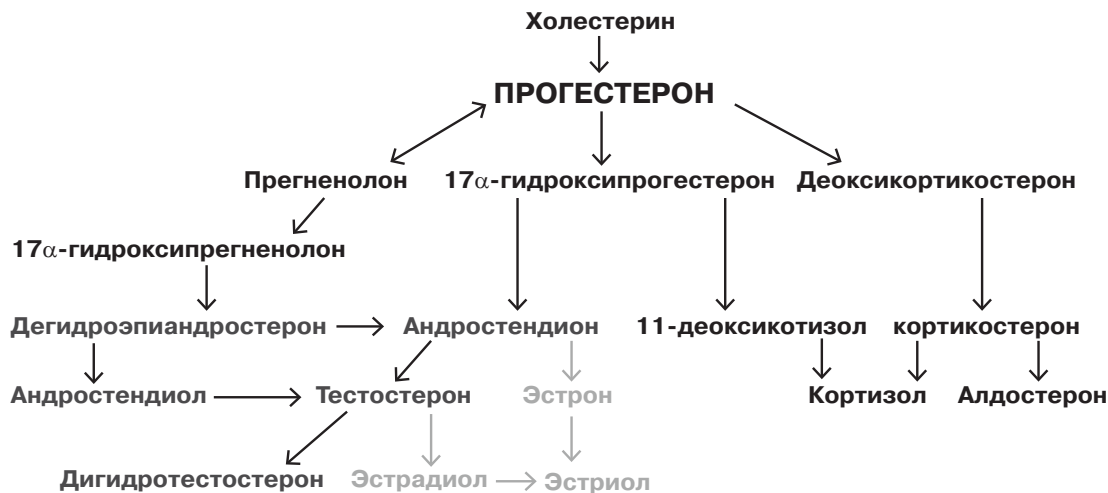 Холестерин
ПРОГЕСТЕРОН
Прегненолон 17α-гидроксипрогестерон Деоксикортикостерон
17α-гидроксипрегненолон
Дегидроэпиандростерон Андростендион 11-деоксикотизол кортикостерон
Андростендиол Тестостерон Эстрон Кортизол Алдостерон
Дигидротестостерон Эстрадиол Эстриол